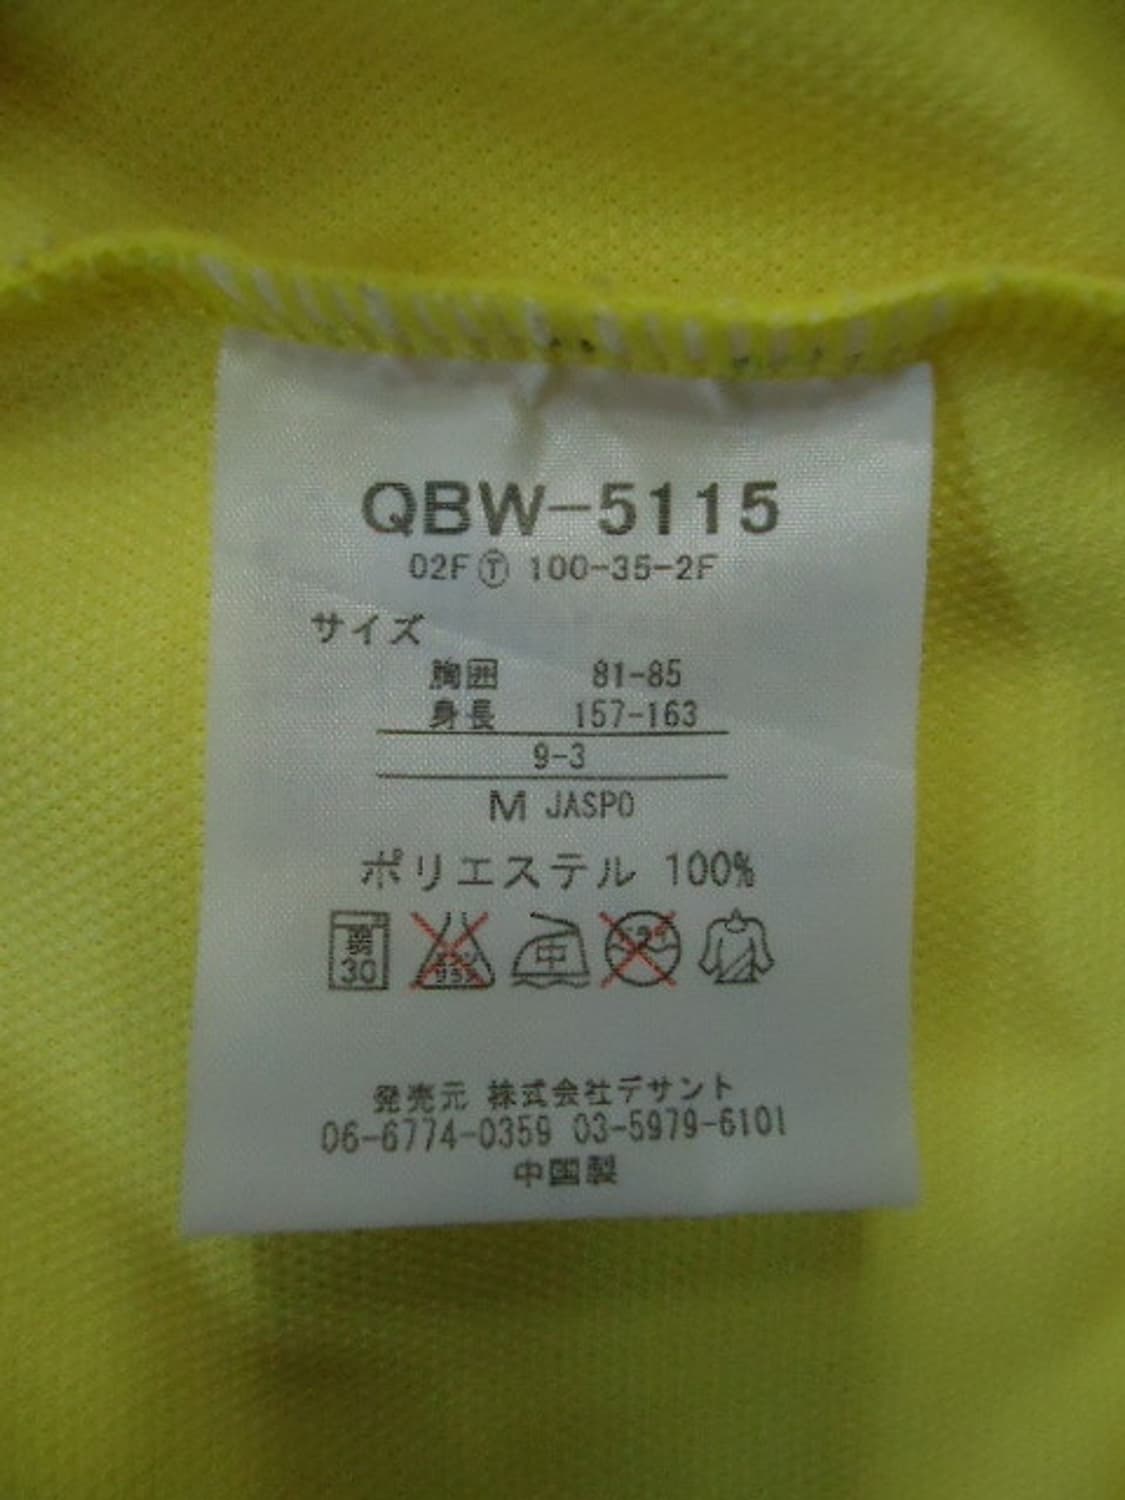 QBW-5115
02FⓉ 100-35-2F
サイズ
胸囲 81-85
身長 157-163
9-3
M JASPO
ポリエステル 100%
弱 30 中
発売元 株式会社デサント
06-6774-0359 03-5979-6101
中国製